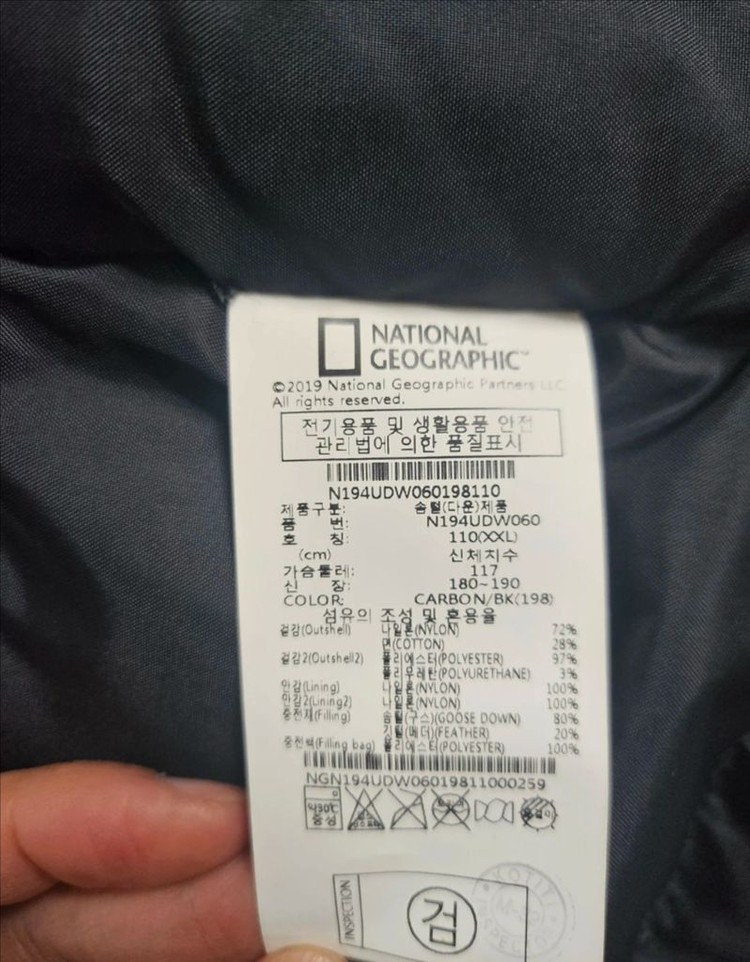 NATIONAL
GEOGRAPHIC™
©2019 National Geographic Partners LLC.
All rights reserved.
전기용품 및 생활용품 안전
관리법에 의한 품질표시
N194UDW060198110
제품구분: 솜털(다운)제품
품 번: N194UDW060
호 칭: 110(XXL)
(cm) 신체치수
가슴둘레: 117
신 장: 180~190
COLOR: CARBON/BK(198)
섬유의 조성 및 혼용율
겉감(Outshell) 나일론(NYLON) 72%
면(COTTON) 28%
겉감2(Outshell2) 폴리에스터(POLYESTER) 97%
폴리우레탄(POLYURETHANE) 3%
안감(Lining) 나일론(NYLON) 100%
안감2(Lining2) 나일론(NYLON) 100%
충전재(Filling) 솜털(구스)(GOOSE DOWN) 80%
깃털(페더)(FEATHER) 20%
충전백(Filling bag) 폴리에스터(POLYESTER) 100%
NGN194UDW06019811000259
약30℃
중성
INSPECTION
검
KOTITI